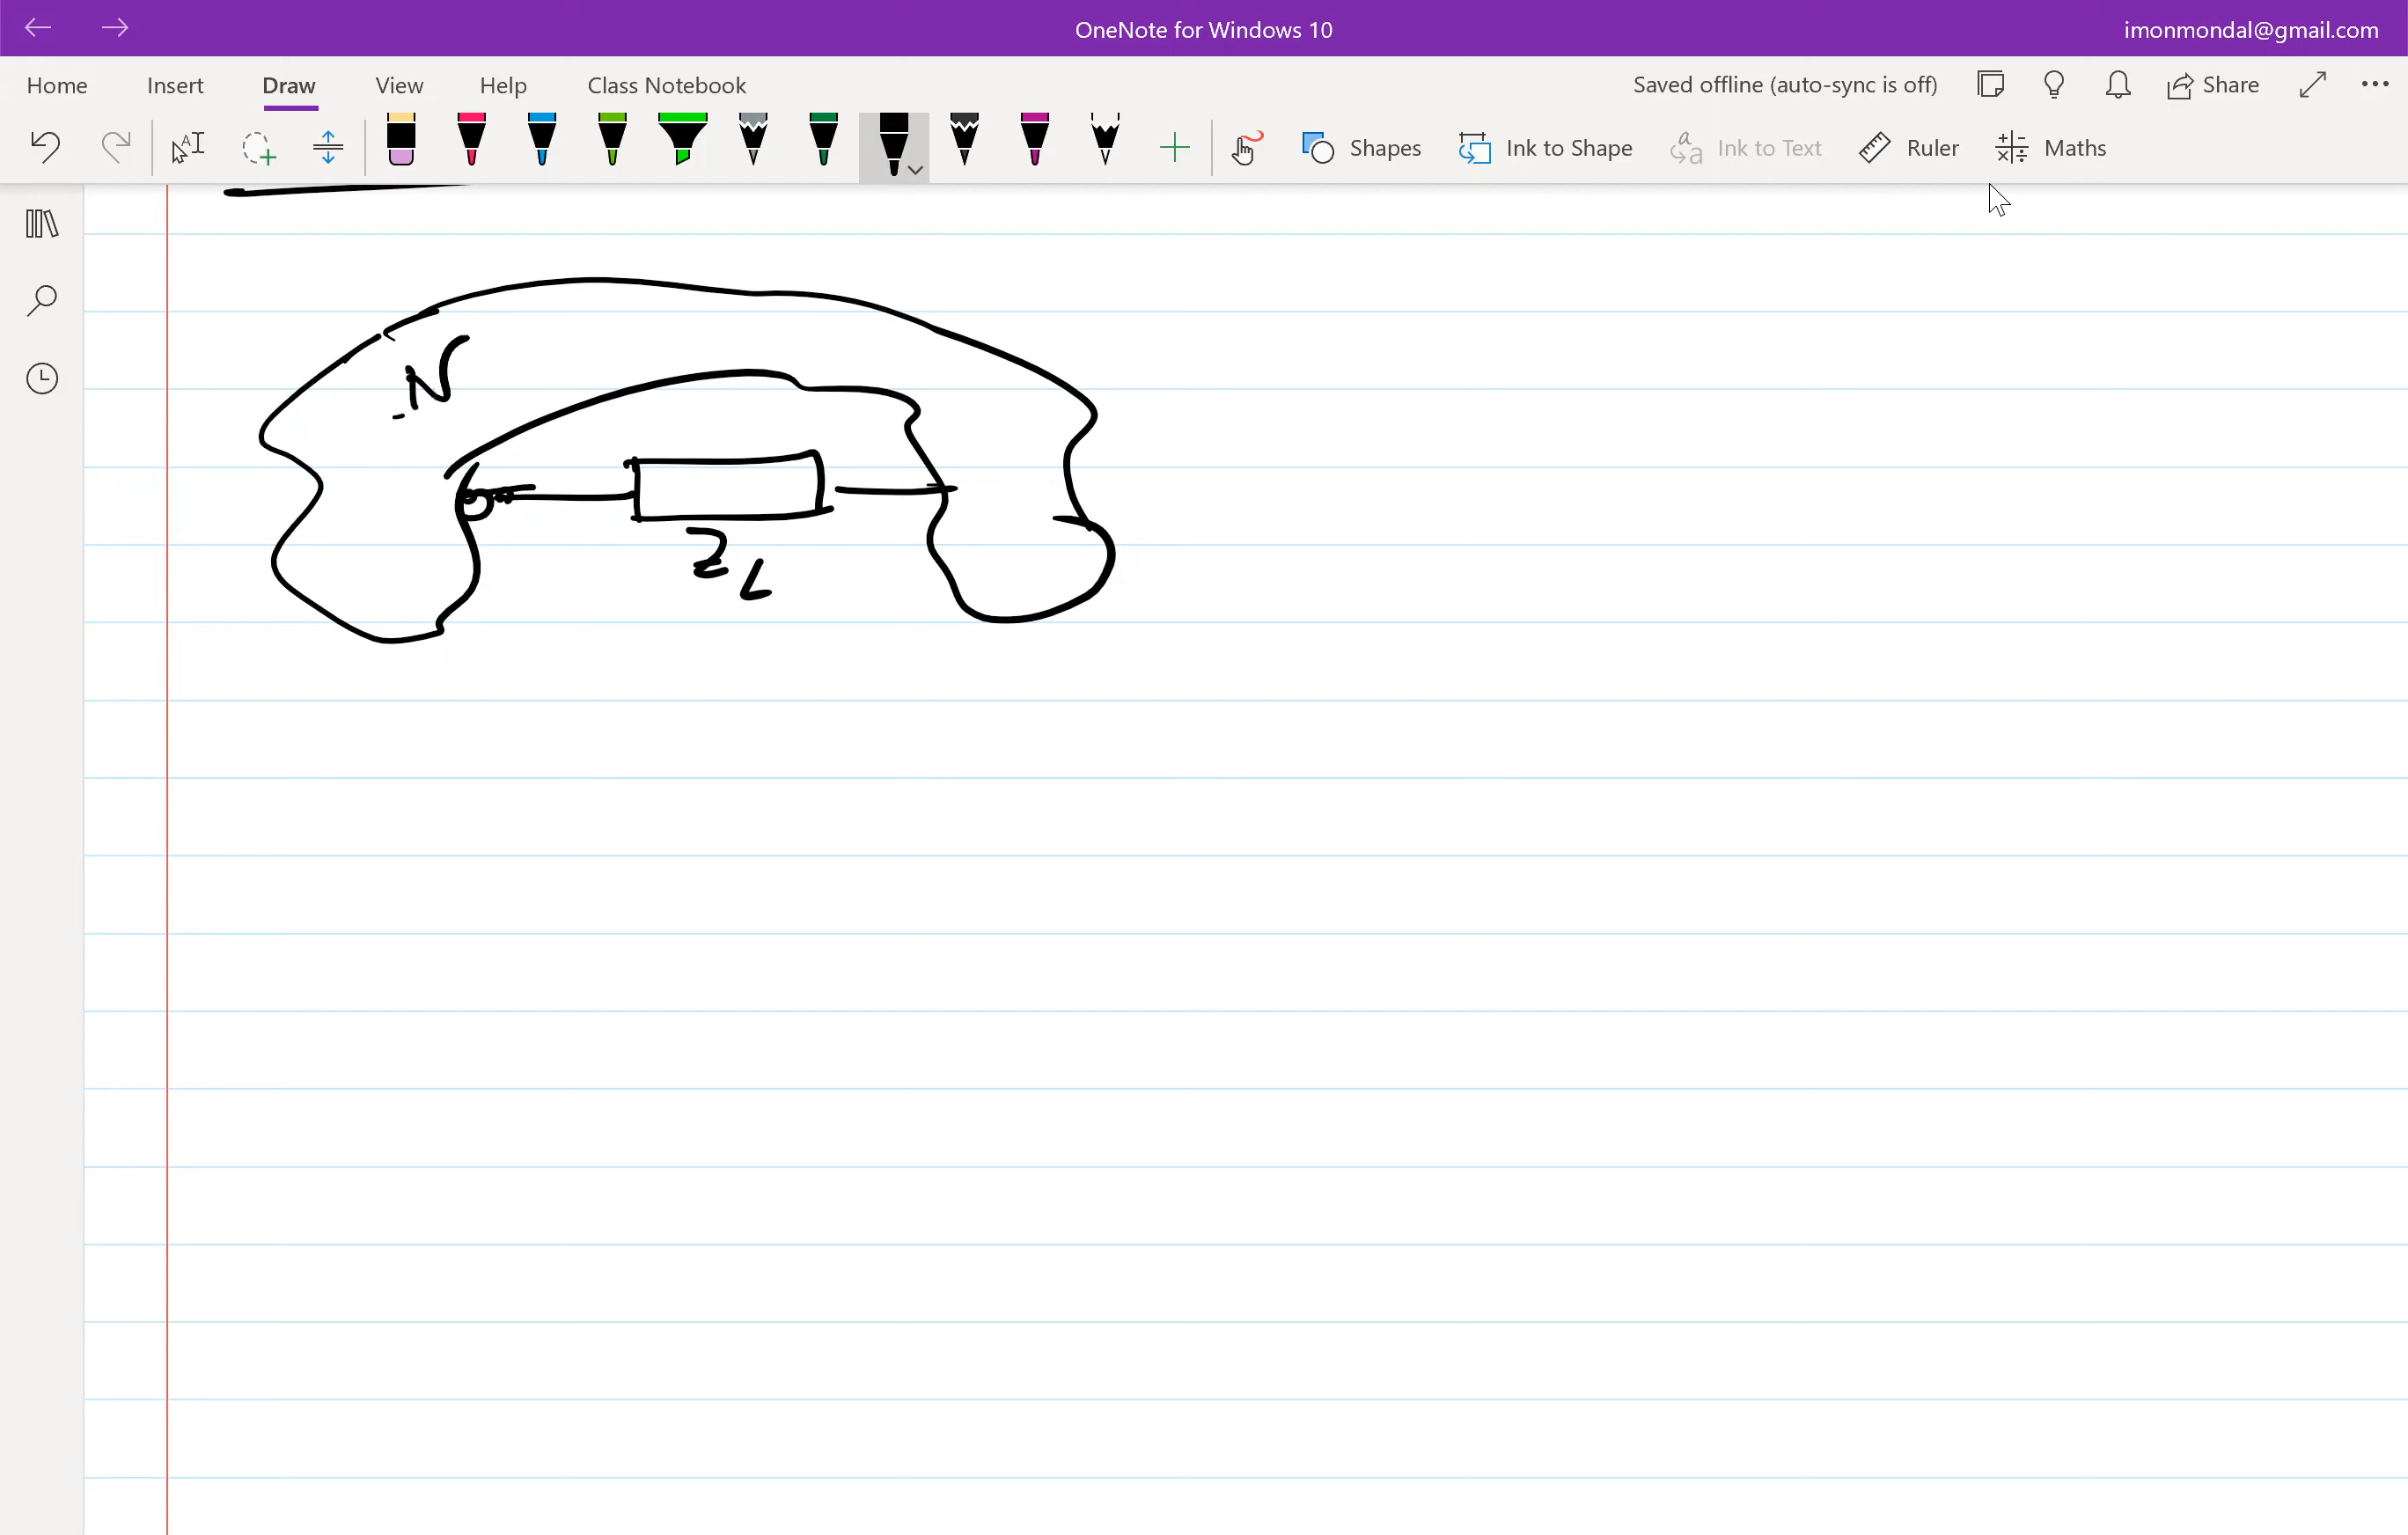 OneNote for Windows 10
imonmondal@gmail.com
Home Insert Draw View Help Class Notebook
Saved offline (auto-sync is off) Share
Shapes Ink to Shape Ink to Text Ruler Maths
N
Z L